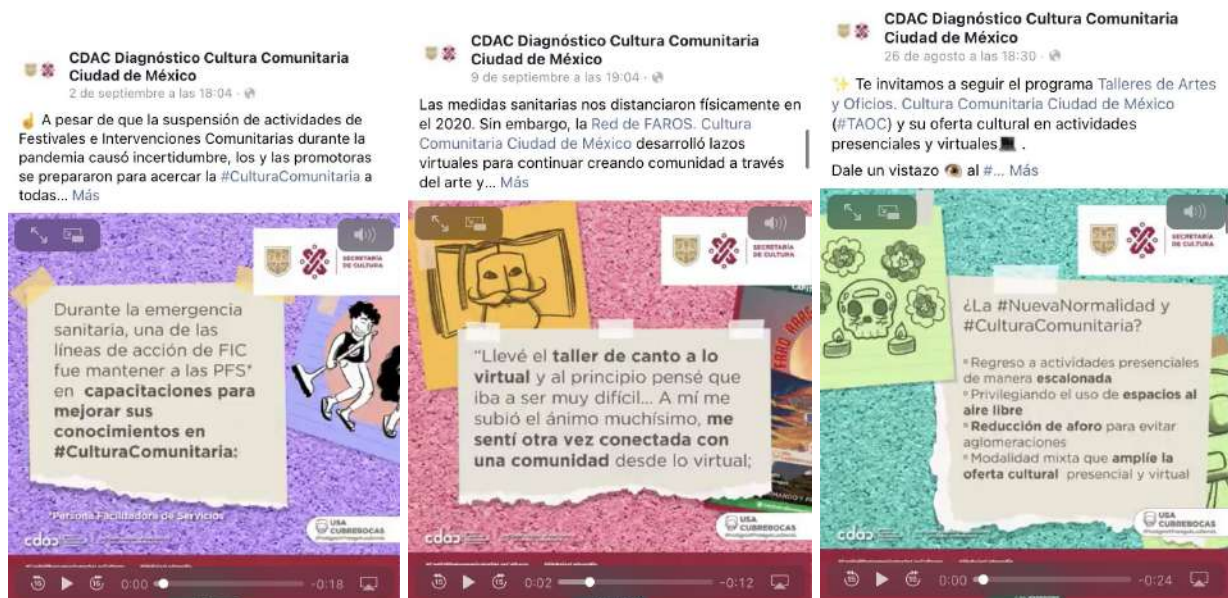 CDAC Diagnóstico Cultura Comunitaria
Ciudad de México
2 de septiembre a las 18:04 ·
☝ A pesar de que la suspensión de actividades de
Festivales e Intervenciones Comunitarias durante la
pandemia causó incertidumbre, los y las promotoras
se prepararon para acercar la #CulturaComunitaria a
todas... Más
SECRETARÍA
DE CULTURA
Durante la emergencia
sanitaria, una de las
líneas de acción de FIC
fue mantener a las PFS*
en capacitaciones para
mejorar sus
conocimientos en
#CulturaComunitaria:
*Persona Facilitadora de Servicios
USA
CUBREBOCAS
cdac
15
15
0:00
-0:18
CDAC Diagnóstico Cultura Comunitaria
Ciudad de México
9 de septiembre a las 19:04 ·
Las medidas sanitarias nos distanciaron físicamente en
el 2020. Sin embargo, la Red de FAROS. Cultura
Comunitaria Ciudad de México desarrolló lazos
virtuales para continuar creando comunidad a través
del arte y... Más
SECRETARÍA
DE CULTURA
"Llevé el taller de canto a lo
virtual y al principio pensé que
iba a ser muy difícil... A mí me
subió el ánimo muchísimo, me
sentí otra vez conectada con
una comunidad desde lo virtual;
USA
CUBREBOCAS
cdac
15
15
0:02
-0:12
CDAC Diagnóstico Cultura Comunitaria
Ciudad de México
26 de agosto a las 18:30 ·
✨ Te invitamos a seguir el programa Talleres de Artes
y Oficios. Cultura Comunitaria Ciudad de México
(#TAOC) y su oferta cultural en actividades
presenciales y virtuales💻 .
Dale un vistazo 👁 al #... Más
SECRETARÍA
DE CULTURA
¿La #NuevaNormalidad y
#CulturaComunitaria?
° Regreso a actividades presenciales
de manera escalonada
° Privilegiando el uso de espacios al
aire libre
° Reducción de aforo para evitar
aglomeraciones
° Modalidad mixta que amplíe la
oferta cultural presencial y virtual
USA
CUBREBOCAS
cdac
15
15
0:00
-0:24